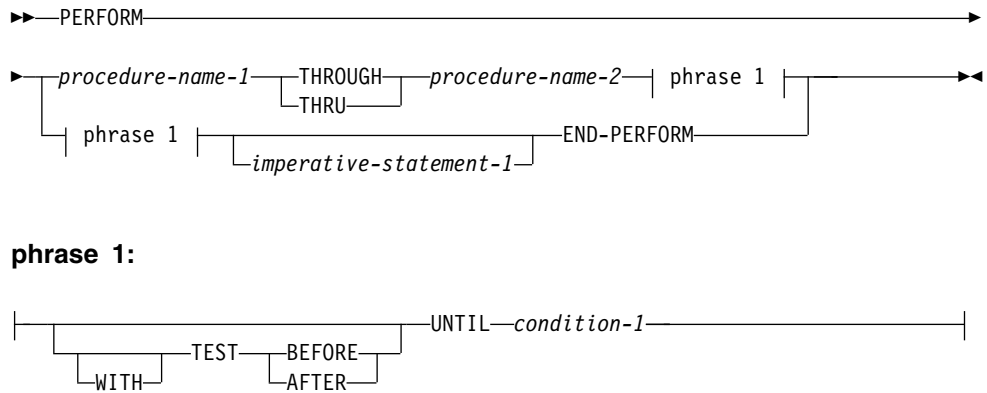 PERFORM
procedure-name-1 THROUGH procedure-name-2 phrase 1
THRU
phrase 1 END-PERFORM
imperative-statement-1
phrase 1:
UNTIL condition-1
TEST BEFORE
WITH AFTER